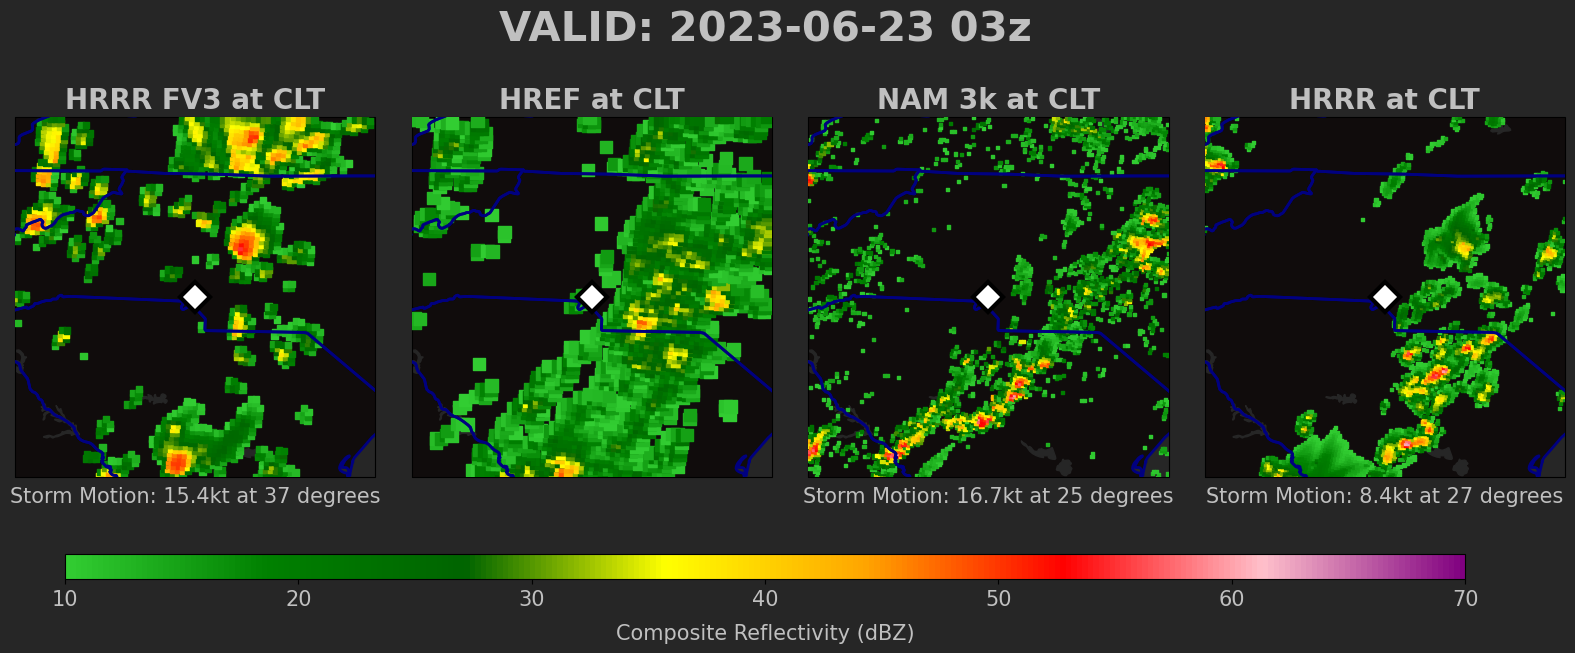 VALID: 2023-06-23 03z
HRRR FV3 at CLT
HREF at CLT
NAM 3k at CLT
HRRR at CLT
Storm Motion: 15.4kt at 37 degrees
Storm Motion: 16.7kt at 25 degrees
Storm Motion: 8.4kt at 27 degrees
10 20 30 40 50 60 70
Composite Reflectivity (dBZ)